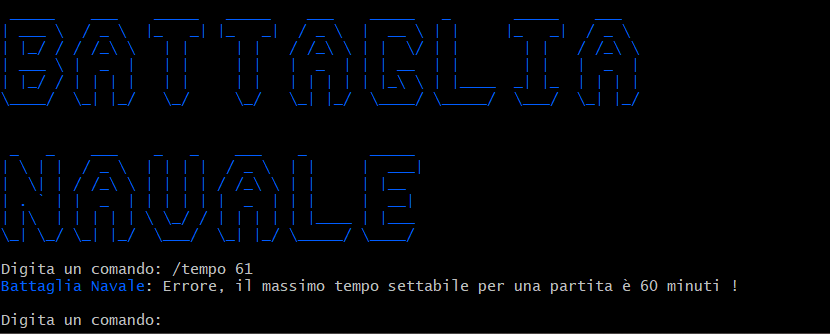 BATTAGLIA
NAVALE
Digita un comando: /tempo 61
Battaglia Navale: Errore, il massimo tempo settabile per una partita è 60 minuti !
Digita un comando: